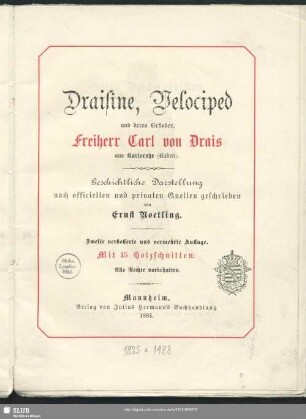 Draisine, Velociped
und deren Erfinder,
Freiherr Carl von Drais
aus Karlsruhe (Baden).
Geschichtliche Darstellung
nach officiellen und privaten Quellen geschrieben
von
Ernst Roetling.
Zweite verbesserte und vermehrte Auflage.
Mit 15 Holzschnitten.
Alle Rechte vorbehalten.
Mannheim,
Verlag von Julius Hermann's Buchhandlung
1884.
SLUB